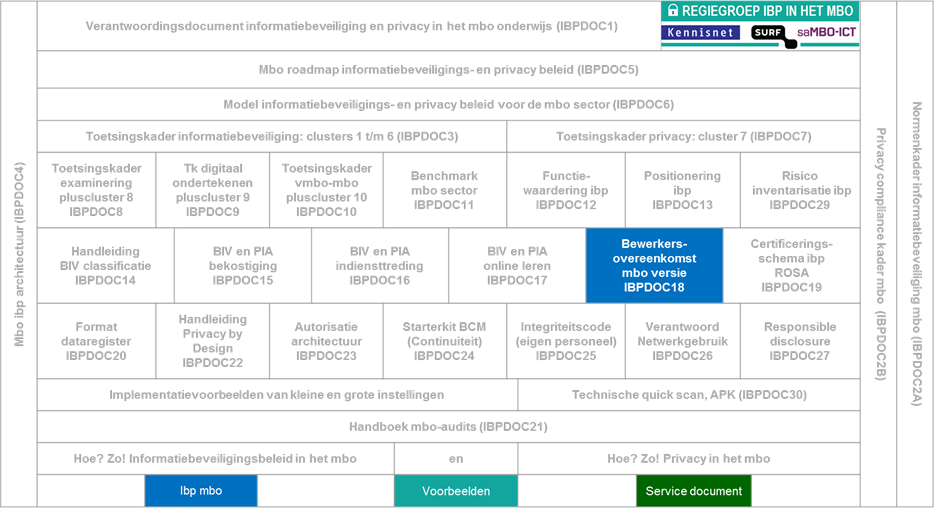 Verantwoordingsdocument informatiebeveiliging en privacy in het mbo onderwijs (IBPDOC1)
REGIEGROEP IBP IN HET MBO
Kennisnet SURF saMBO-ICT
Mbo roadmap informatiebeveiligings- en privacy beleid (IBPDOC5)
Model informatiebeveiligings- en privacy beleid voor de mbo sector (IBPDOC6)
Toetsingskader informatiebeveiliging: clusters 1 t/m 6 (IBPDOC3)
Toetsingskader privacy: cluster 7 (IBPDOC7)
Mbo ibp architectuur (IBPDOC4)
Toetsingskader
examinering
pluscluster 8
IBPDOC8
Tk digitaal
ondertekenen
pluscluster 9
IBPDOC9
Toetsingskader
vmbo-mbo
pluscluster 10
IBPDOC10
Benchmark
mbo sector
IBPDOC11
Functie-
waardering ibp
IBPDOC12
Positionering
ibp
IBPDOC13
Risico
inventarisatie ibp
IBPDOC29
Handleiding
BIV classificatie
IBPDOC14
BIV en PIA
bekostiging
IBPDOC15
BIV en PIA
indiensttreding
IBPDOC16
BIV en PIA
online leren
IBPDOC17
Bewerkers-
overeenkomst
mbo versie
IBPDOC18
Certificerings-
schema ibp
ROSA
IBPDOC19
Format
dataregister
IBPDOC20
Handleiding
Privacy by
Design
IBPDOC22
Autorisatie
architectuur
IBPDOC23
Starterkit BCM
(Continuiteit)
IBPDOC24
Integriteitscode
(eigen personeel)
IBPDOC25
Verantwoord
Netwerkgebruik
IBPDOC26
Responsible
disclosure
IBPDOC27
Implementatievoorbeelden van kleine en grote instellingen
Technische quick scan, APK (IBPDOC30)
Handboek mbo-audits (IBPDOC21)
Hoe? Zo! Informatiebeveiligingsbeleid in het mbo
en
Hoe? Zo! Privacy in het mbo
Ibp mbo
Voorbeelden
Service document
Privacy compliance kader mbo (IBPDOC2B)
Normenkader informatiebeveiliging mbo (IBPDOC2A)